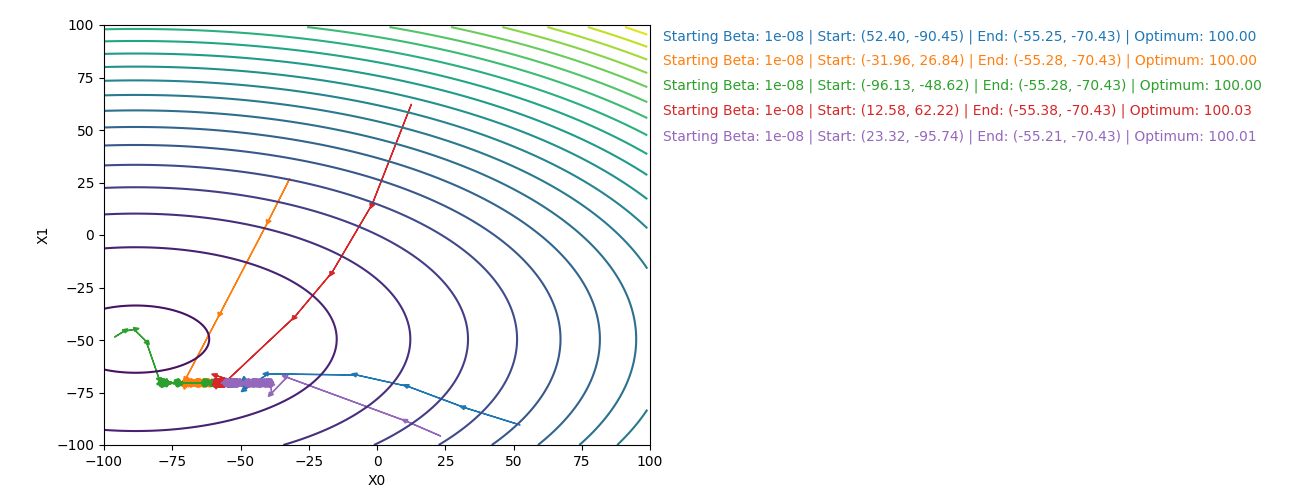 100
75
50
25
0
−25
−50
−75
−100
X1
−100
−75
−50
−25
0
25
50
75
100
X0
Starting Beta: 1e-08 | Start: (52.40, -90.45) | End: (-55.25, -70.43) | Optimum: 100.00
Starting Beta: 1e-08 | Start: (-31.96, 26.84) | End: (-55.28, -70.43) | Optimum: 100.00
Starting Beta: 1e-08 | Start: (-96.13, -48.62) | End: (-55.28, -70.43) | Optimum: 100.00
Starting Beta: 1e-08 | Start: (12.58, 62.22) | End: (-55.38, -70.43) | Optimum: 100.03
Starting Beta: 1e-08 | Start: (23.32, -95.74) | End: (-55.21, -70.43) | Optimum: 100.01